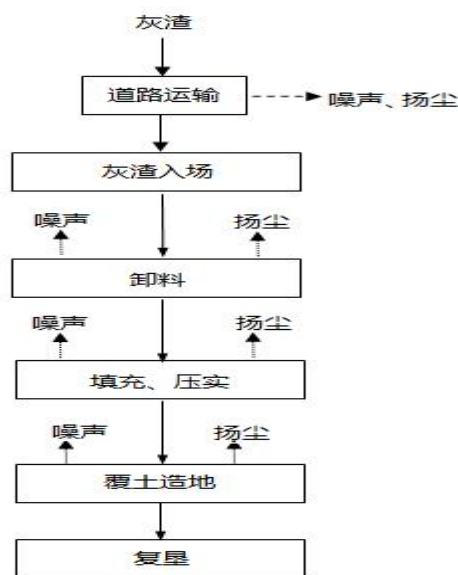 灰渣
道路运输
噪声、扬尘
灰渣入场
噪声 扬尘
卸料
噪声 扬尘
填充、压实
噪声 扬尘
覆土造地
复垦